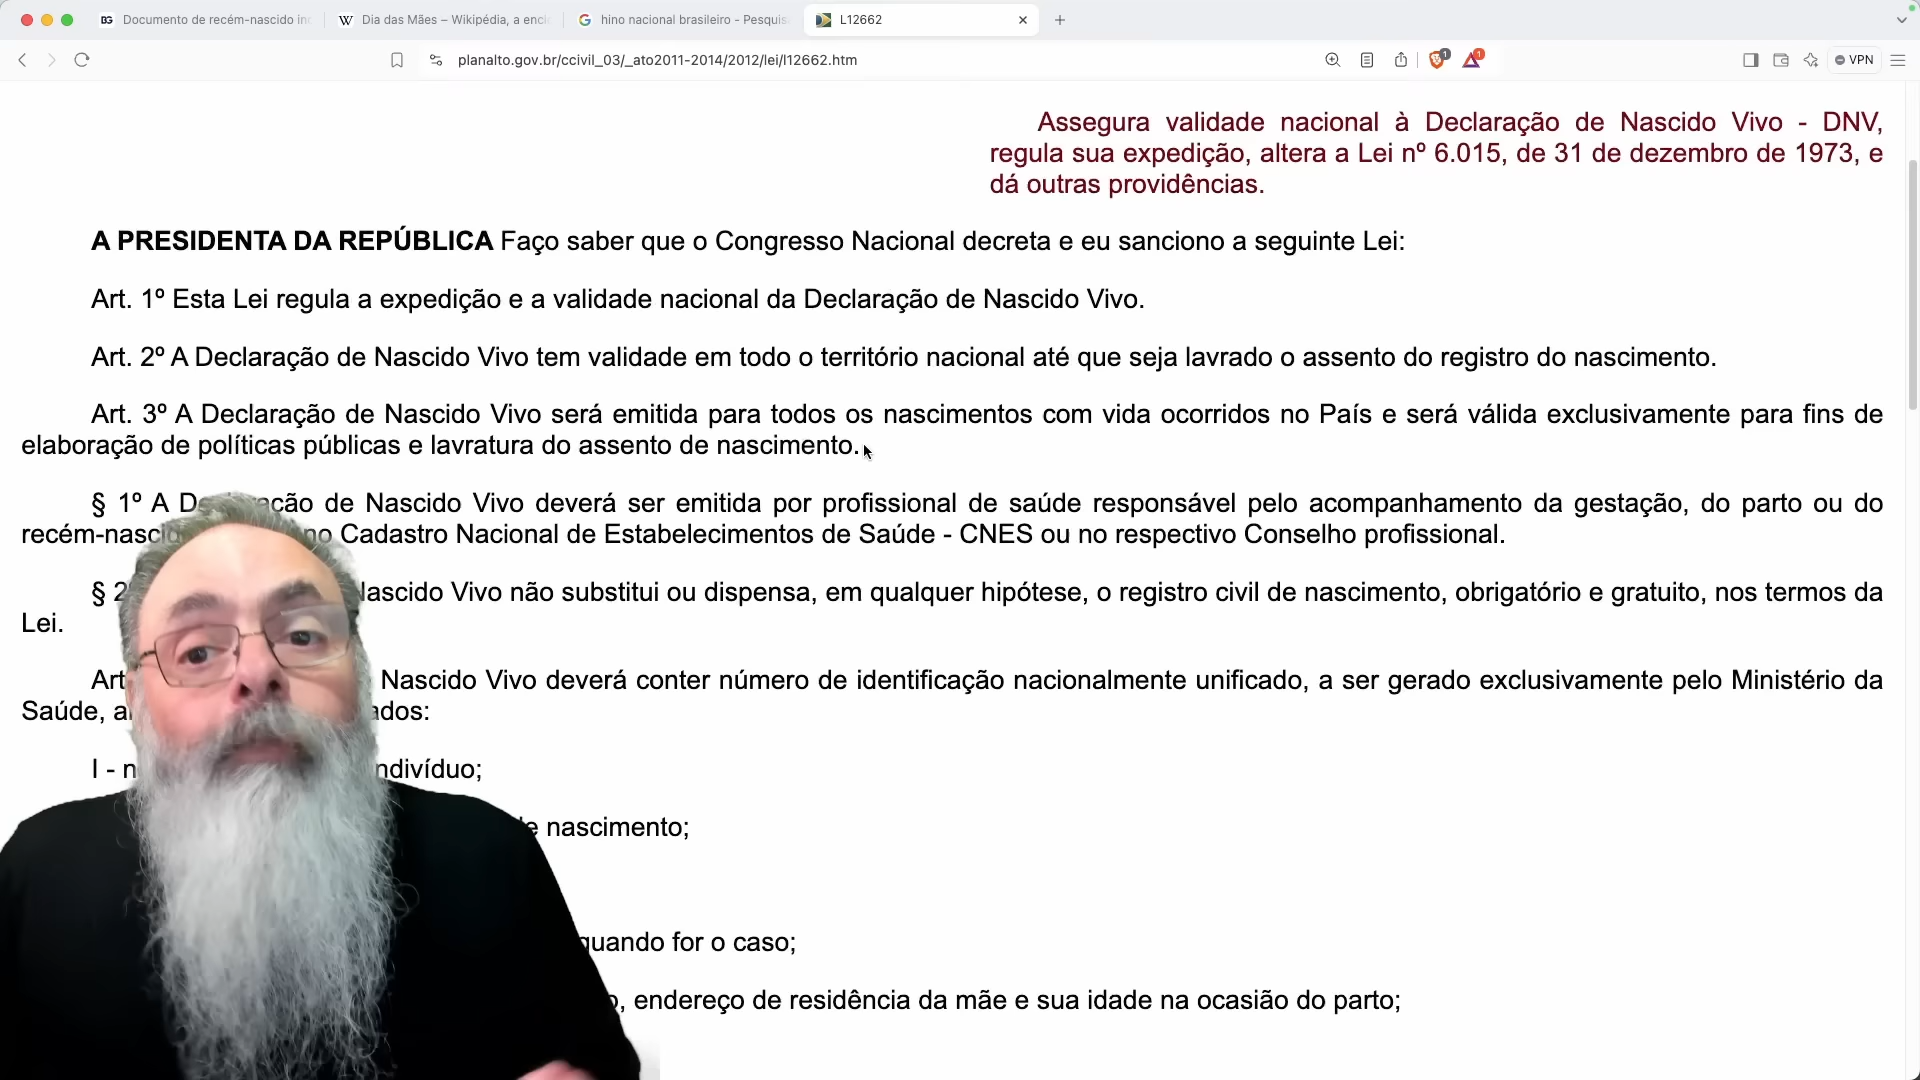 Documento de recém-nascido in
Dia das Mães – Wikipédia, a enci
hino nacional brasileiro - Pesquis
L12662
planalto.gov.br/ccivil_03/_ato2011-2014/2012/lei/l12662.htm
1
1
VPN
Assegura validade nacional à Declaração de Nascido Vivo - DNV,
regula sua expedição, altera a Lei nº 6.015, de 31 de dezembro de 1973, e
dá outras providências.
A PRESIDENTA DA REPÚBLICA Faço saber que o Congresso Nacional decreta e eu sanciono a seguinte Lei:
Art. 1º Esta Lei regula a expedição e a validade nacional da Declaração de Nascido Vivo.
Art. 2º A Declaração de Nascido Vivo tem validade em todo o território nacional até que seja lavrado o assento do registro do nascimento.
Art. 3º A Declaração de Nascido Vivo será emitida para todos os nascimentos com vida ocorridos no País e será válida exclusivamente para fins de
elaboração de políticas públicas e lavratura do assento de nascimento.
§ 1º A de Nascido Vivo deverá ser emitida por profissional de saúde responsável pelo acompanhamento da gestação, do parto ou do
no Cadastro Nacional de Estabelecimentos de Saúde - CNES ou no respectivo Conselho profissional.
§ 2 Nascido Vivo não substitui ou dispensa, em qualquer hipótese, o registro civil de nascimento, obrigatório e gratuito, nos termos da
Lei.
Art Nascido Vivo deverá conter número de identificação nacionalmente unificado, a ser gerado exclusivamente pelo Ministério da
Saúde, ados:
I - n ndivíduo;
nascimento;
quando for o caso;
, endereço de residência da mãe e sua idade na ocasião do parto;